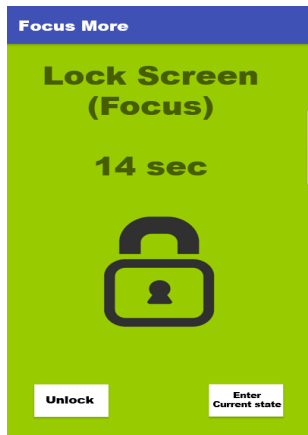 Focus More
Lock Screen
(Focus)
14 sec
Unlock
Enter
Current state